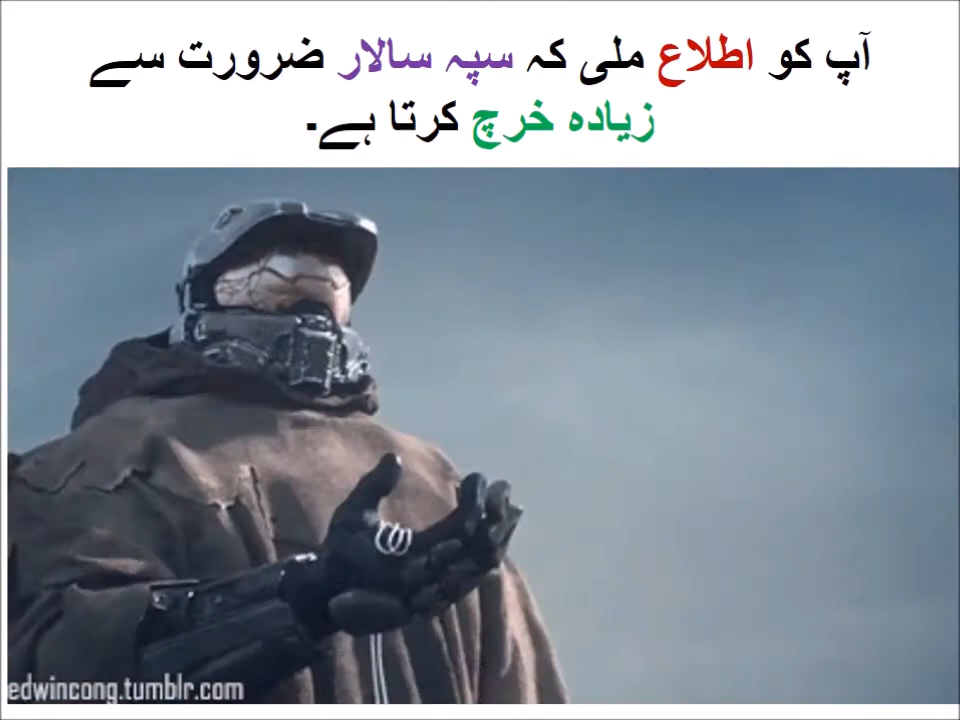 آپ کو اطلاع ملی کہ سپہ سالار ضرورت سے
زیادہ خرچ کرتا ہے۔
edwincong.tumblr.com